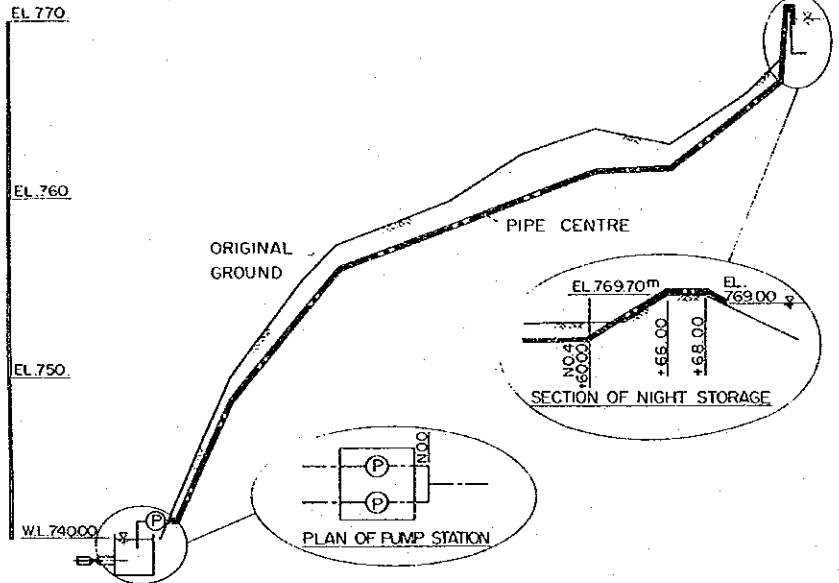 EL.770
EL.760
ORIGINAL
GROUND
PIPE CENTRE
EL.769.70m
EL.
769.00
NO.4
+60.00
+66.00
+68.00
SECTION OF NIGHT STORAGE
EL.750
NO.0
P
P
PLAN OF PUMP STATION
P
W.L.740.00